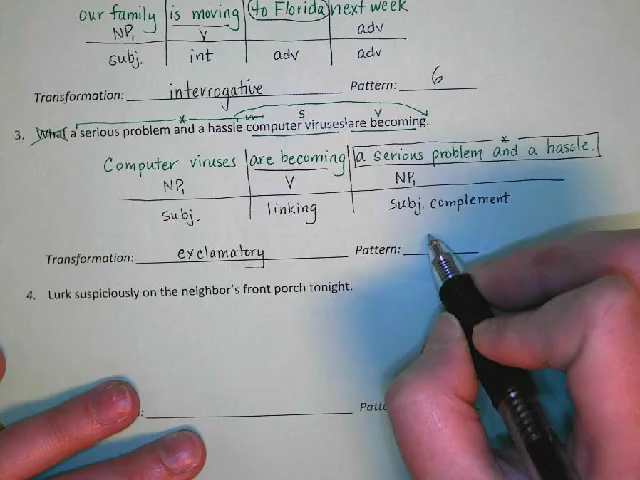 our family is moving to Florida next week
NP1 V adv
subj. int adv adv
Transformation: interrogative Pattern: 6
* S V
3. What a serious problem and a hassle computer viruses are becoming.
*
Computer viruses are becoming a serious problem and a hassle.
NP1 V NP1
subj. linking subj. complement
Transformation: exclamatory Pattern:
4. Lurk suspiciously on the neighbor's front porch tonight.